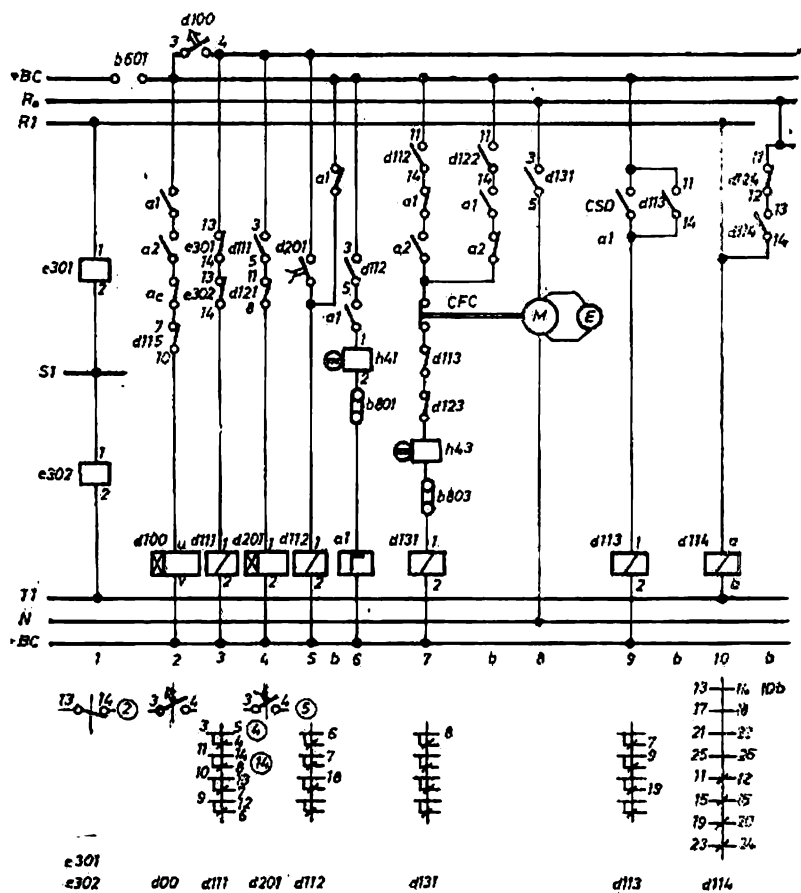 d100
3 4
b601
+BC
R₀
R1
11 11 3 11
d112 d122 d131 d124
14 14 5 12
a1 a1 a1 a1
CSD d113 11 14
a1
13
d114
14
a2 13 3 d201 3 a2 a2
e301 d111 d112
14 5 5
1 ac 13 11
e301 e302 d121 a1 CFC
2 14 8
7
d115
10
M E
1
h41
2
d113
S1
b801
d123
1
e302
2
h43
b803
d100 u d111 1 d201 1 d112 1 a1 d131 1 d113 1 d114 a
v 2 2 2 2 2 b
T1
N
-BC
1 2 3 4 5 b 6 7 b 8 9 b 10 b
13 14 2 3 4 3 4 5
13 14 10b
17 18
21 22
25 26
11 12
15 16
19 20
23 24
3 5 4
4
11 14
8 14
10 13
7
9 12
6
6
7
18
8
7
9
19
e301
e302 d00 d111 d201 d112 d131 d113 d114